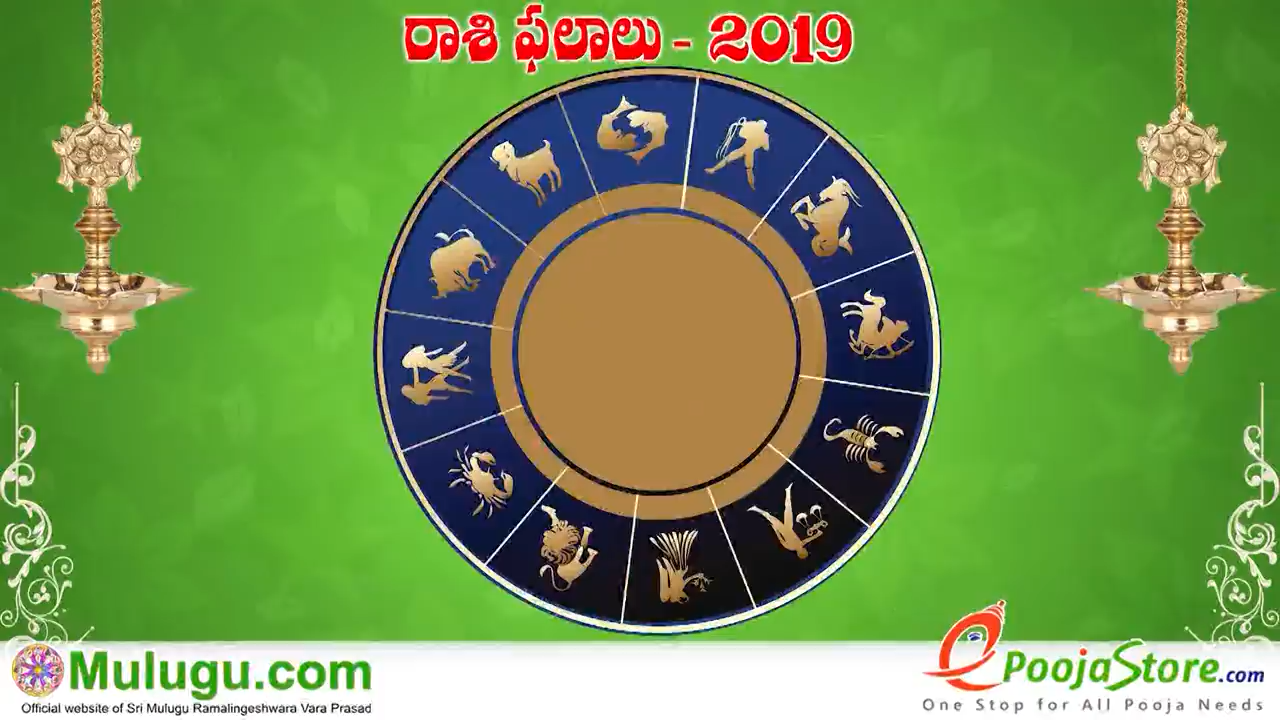 రాశి ఫలాలు - 2019
Mulugu.com
Official website of Sri Mulugu Ramalingeshwara Vara Prasad
ePoojaStore.com
One Stop for All Pooja Needs